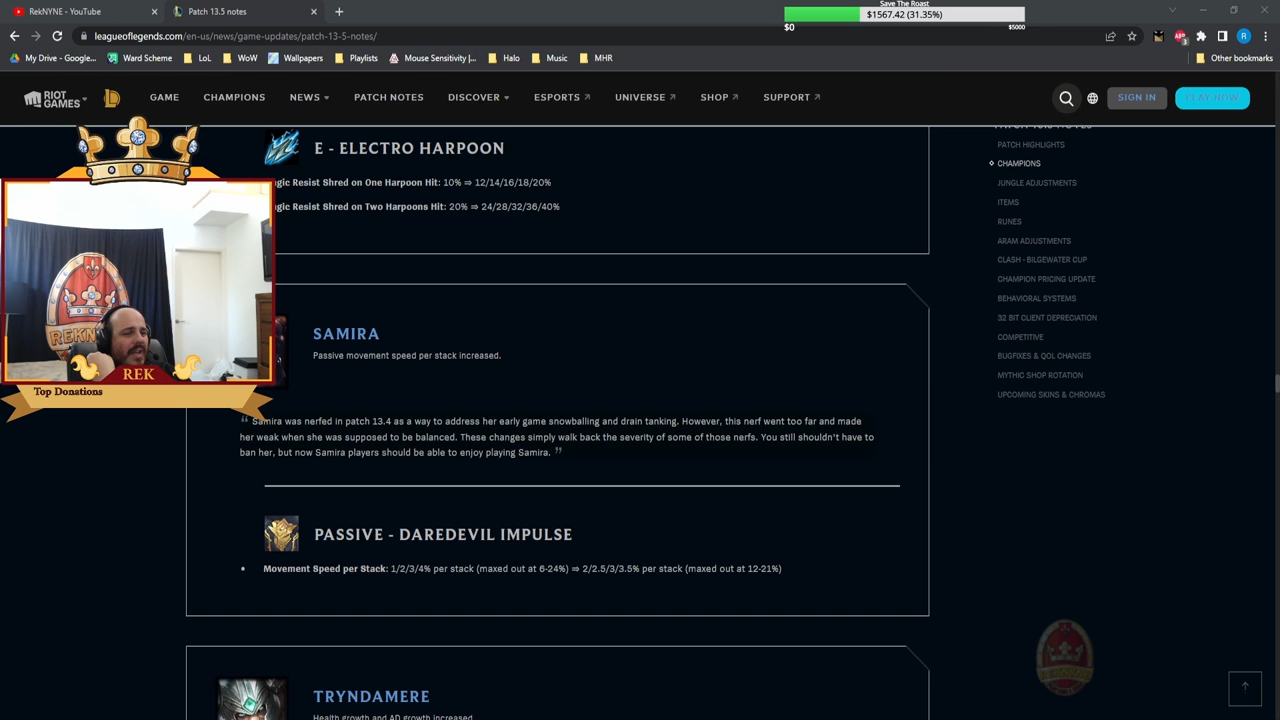 RekNYNE - YouTube
Patch 13.5 notes
Save The Roast
$1567.42 (31.35%)
$0
$5000
leagueoflegends.com/en-us/news/game-updates/patch-13-5-notes/
My Drive - Google...
Ward Scheme
LoL
WoW
Wallpapers
Playlists
Mouse Sensitivity |...
Halo
Music
MHR
Other bookmarks
RIOT GAMES
GAME
CHAMPIONS
NEWS
PATCH NOTES
DISCOVER
ESPORTS
UNIVERSE
SHOP
SUPPORT
SIGN IN
PLAY NOW
E - ELECTRO HARPOON
gic Resist Shred on One Harpoon Hit: 10% ⇒ 12/14/16/18/20%
gic Resist Shred on Two Harpoons Hit: 20% ⇒ 24/28/32/36/40%
REK
Top Donations
SAMIRA
Passive movement speed per stack increased.
Samira was nerfed in patch 13.4 as a way to address her early game snowballing and drain tanking. However, this nerf went too far and made
her weak when she was supposed to be balanced. These changes simply walk back the severity of some of those nerfs. You still shouldn't have to
ban her, but now Samira players should be able to enjoy playing Samira.
PASSIVE - DAREDEVIL IMPULSE
Movement Speed per Stack: 1/2/3/4% per stack (maxed out at 6-24%) ⇒ 2/2.5/3/3.5% per stack (maxed out at 12-21%)
TRYNDAMERE
Health growth and AD growth increased
PATCH 13.5 NOTES
PATCH HIGHLIGHTS
CHAMPIONS
JUNGLE ADJUSTMENTS
ITEMS
RUNES
ARAM ADJUSTMENTS
CLASH - BILGEWATER CUP
CHAMPION PRICING UPDATE
BEHAVIORAL SYSTEMS
32 BIT CLIENT DEPRECIATION
COMPETITIVE
BUGFIXES & QOL CHANGES
MYTHIC SHOP ROTATION
UPCOMING SKINS & CHROMAS